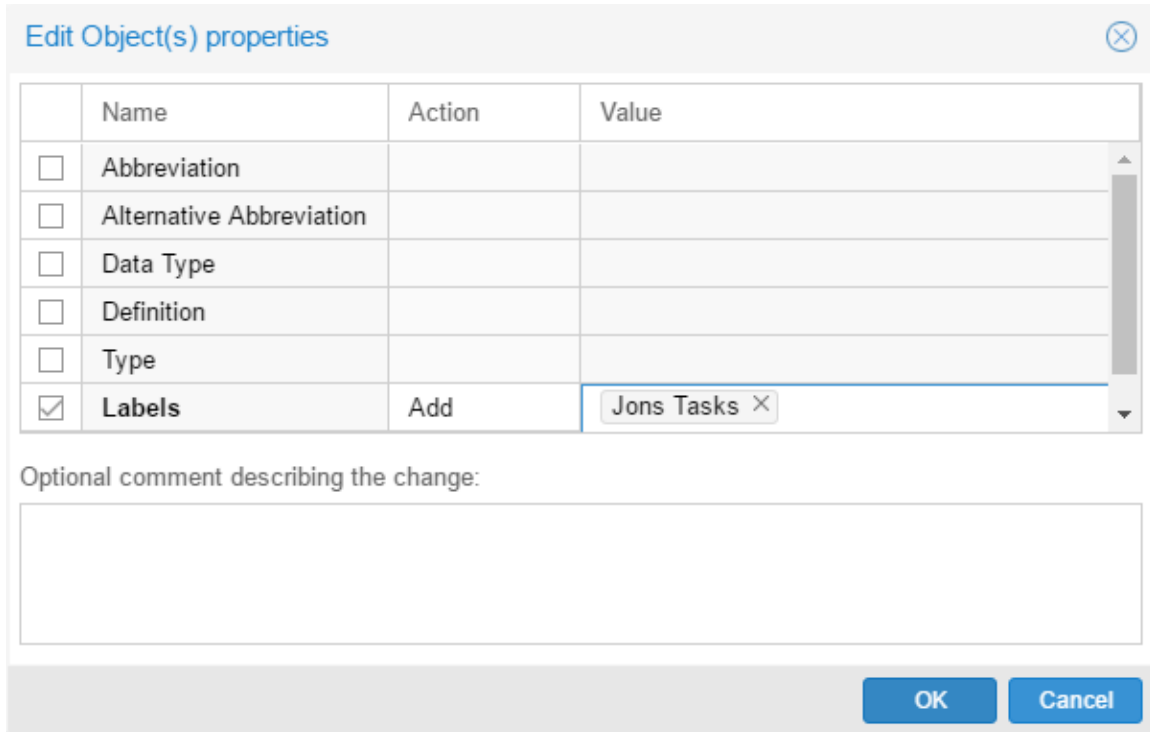 Edit Object(s) properties
Name Action Value
Abbreviation
Alternative Abbreviation
Data Type
Definition
Type
Labels Add Jons Tasks
Optional comment describing the change:
OK Cancel